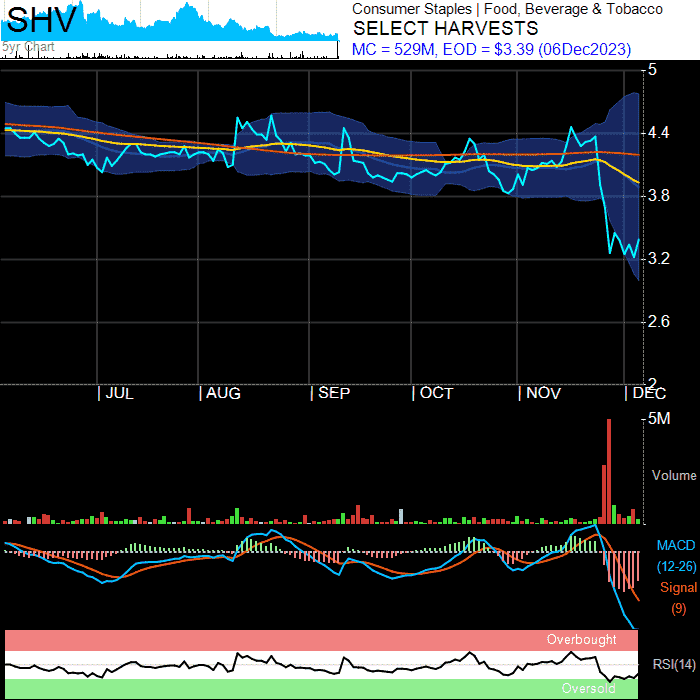 SHV
Consumer Staples | Food, Beverage & Tobacco
SELECT HARVESTS
5yr Chart
MC = 529M, EOD = $3.39 (06Dec2023)
5
4.4
3.8
3.2
2.6
2
| JUL | AUG | SEP | OCT | NOV | DEC
5M
Volume
MACD
(12-26)
Signal
(9)
Overbought
RSI(14)
Oversold